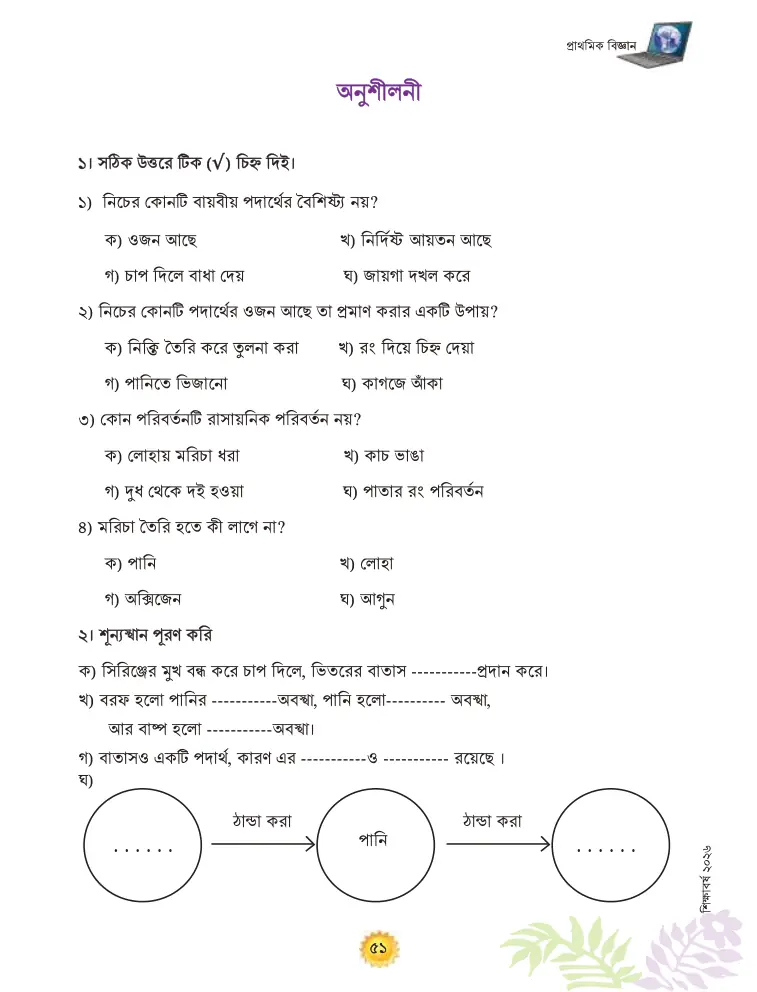 প্রাথমিক বিজ্ঞান
অনুশীলনী
১। সঠিক উত্তরে টিক (√) চিহ্ন দিই।
১) নিচের কোনটি বায়বীয় পদার্থের বৈশিষ্ট্য নয়?
ক) ওজন আছে খ) নির্দিষ্ট আয়তন আছে
গ) চাপ দিলে বাধা দেয় ঘ) জায়গা দখল করে
২) নিচের কোনটি পদার্থের ওজন আছে তা প্রমাণ করার একটি উপায়?
ক) নিক্তি তৈরি করে তুলনা করা খ) রং দিয়ে চিহ্ন দেয়া
গ) পানিতে ভিজানো ঘ) কাগজে আঁকা
৩) কোন পরিবর্তনটি রাসায়নিক পরিবর্তন নয়?
ক) লোহায় মরিচা ধরা খ) কাচ ভাঙা
গ) দুধ থেকে দই হওয়া ঘ) পাতার রং পরিবর্তন
৪) মরিচা তৈরি হতে কী লাগে না?
ক) পানি খ) লোহা
গ) অক্সিজেন ঘ) আগুন
২। শূন্যস্থান পূরণ করি
ক) সিরিঞ্জের মুখ বন্ধ করে চাপ দিলে, ভিতরের বাতাস -----------প্রদান করে।
খ) বরফ হলো পানির -----------অবস্থা, পানি হলো---------- অবস্থা,
আর বাষ্প হলো -----------অবস্থা।
গ) বাতাসও একটি পদার্থ, কারণ এর -----------ও ----------- রয়েছে ।
ঘ)
ঠান্ডা করা ঠান্ডা করা
. . . . . . পানি . . . . . .
শিক্ষাবর্ষ ২০২৬
৫১